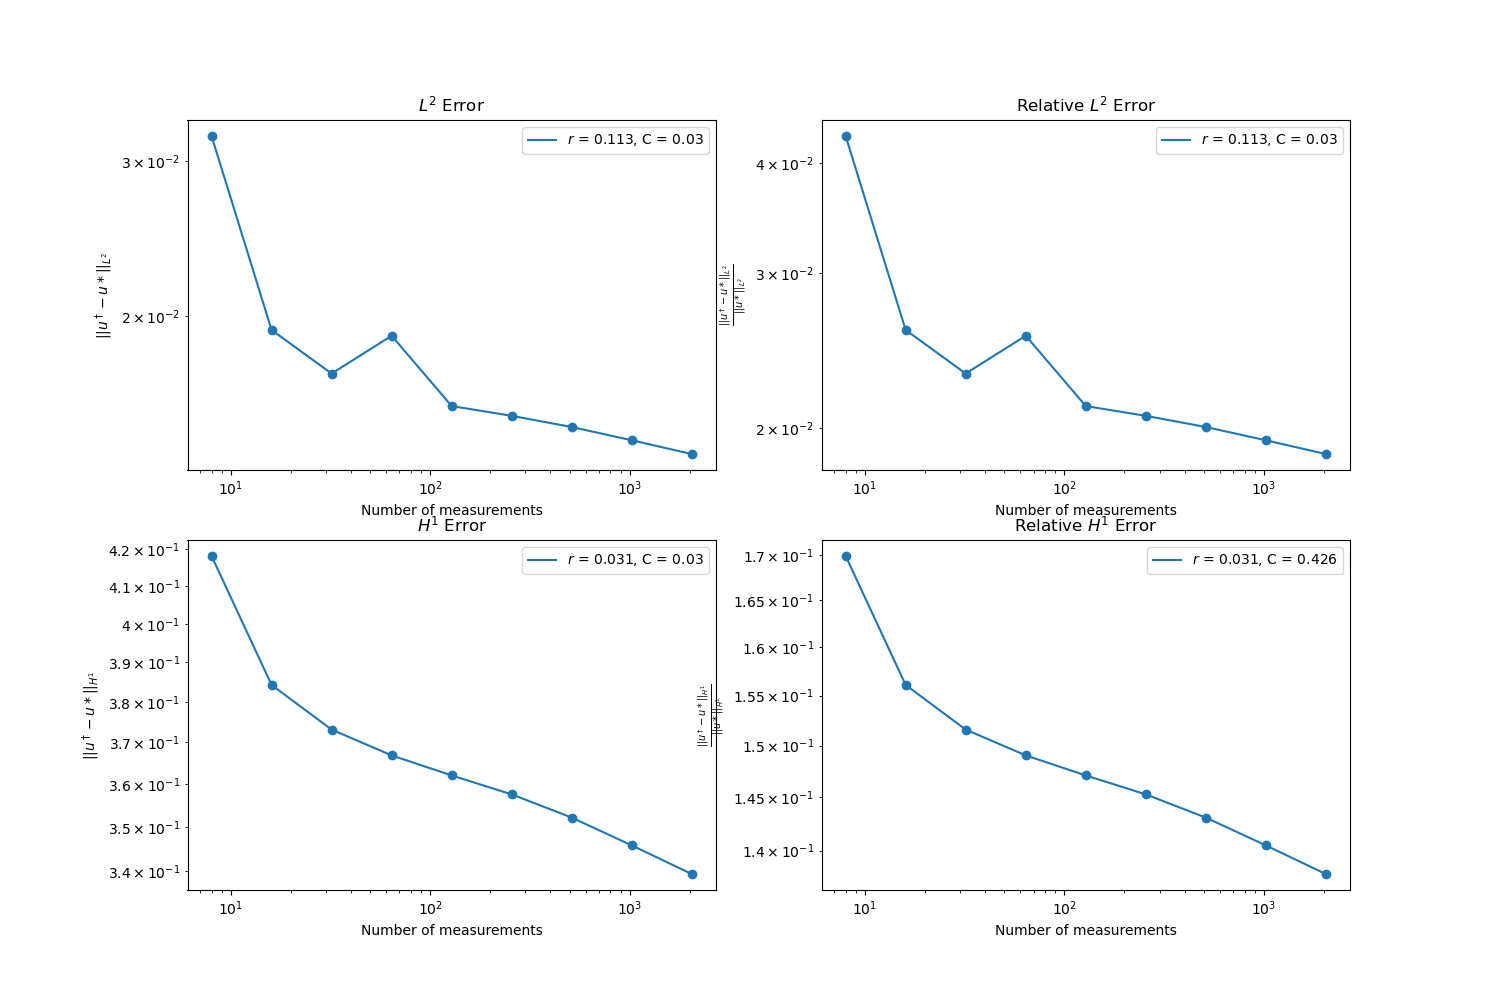 L² Error
r = 0.113, C = 0.03
3 × 10⁻²
2 × 10⁻²
||u† − u*||_L²
10¹ 10² 10³
Number of measurements
Relative L² Error
r = 0.113, C = 0.03
4 × 10⁻²
3 × 10⁻²
2 × 10⁻²
||u† − u*||_L²
||u*||_L²
10¹ 10² 10³
Number of measurements
H¹ Error
r = 0.031, C = 0.03
4.2 × 10⁻¹
4.1 × 10⁻¹
4 × 10⁻¹
3.9 × 10⁻¹
3.8 × 10⁻¹
3.7 × 10⁻¹
3.6 × 10⁻¹
3.5 × 10⁻¹
3.4 × 10⁻¹
||u† − u*||_H¹
10¹ 10² 10³
Number of measurements
Relative H¹ Error
r = 0.031, C = 0.426
1.7 × 10⁻¹
1.65 × 10⁻¹
1.6 × 10⁻¹
1.55 × 10⁻¹
1.5 × 10⁻¹
1.45 × 10⁻¹
1.4 × 10⁻¹
||u† − u*||_H¹
||u*||_H¹
10¹ 10² 10³
Number of measurements